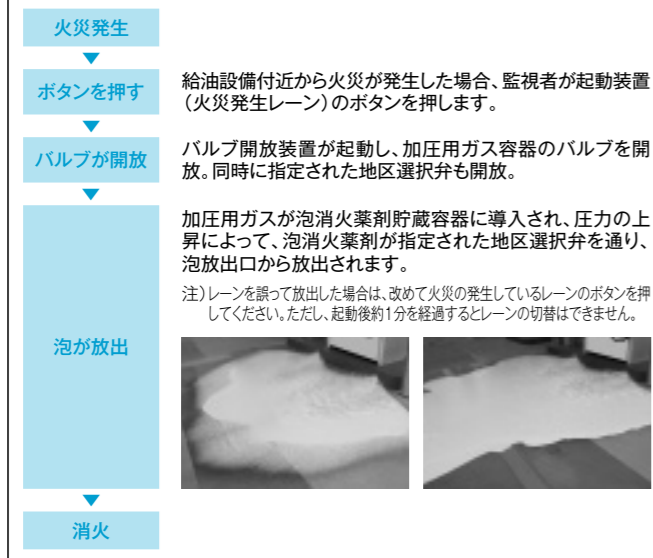 火災発生
▼
ボタンを押す
給油設備付近から火災が発生した場合、監視者が起動装置
（火災発生レーン）のボタンを押します。
▼
バルブが開放
バルブ開放装置が起動し、加圧用ガス容器のバルブを開
放。同時に指定された地区選択弁も開放。
▼
泡が放出
加圧用ガスが泡消火薬剤貯蔵容器に導入され、圧力の上
昇によって、泡消火薬剤が指定された地区選択弁を通り、
泡放出口から放出されます。
注）レーンを誤って放出した場合は、改めて火災の発生しているレーンのボタンを押
してください。ただし、起動後約1分を経過するとレーンの切替はできません。
▼
消火